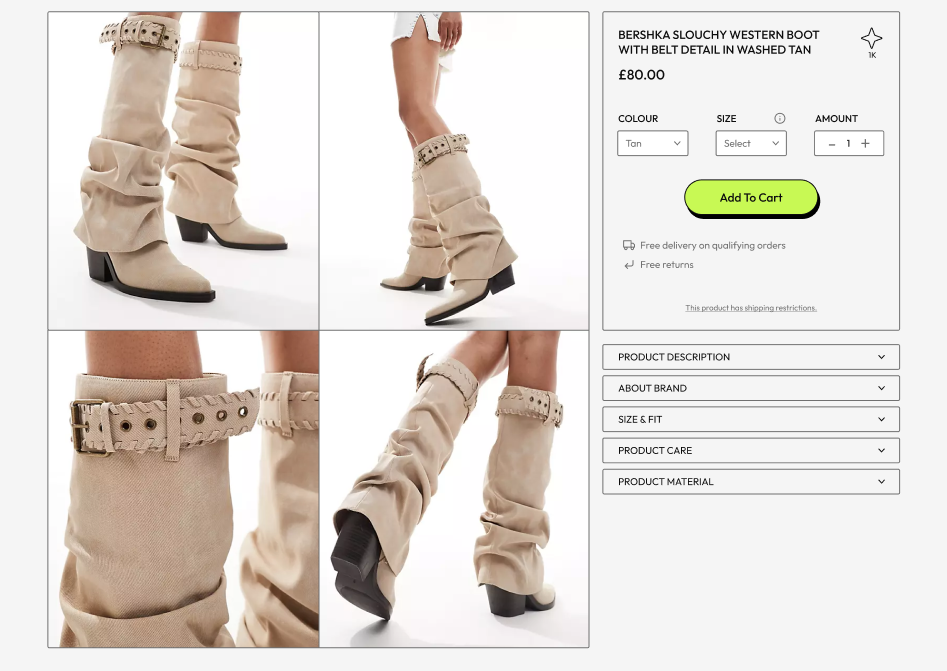 BERSHKA SLOUCHY WESTERN BOOT
WITH BELT DETAIL IN WASHED TAN
1K
£80.00
COLOUR
SIZE
AMOUNT
Tan
Select
– 1 +
Add To Cart
Free delivery on qualifying orders
Free returns
This product has shipping restrictions.
PRODUCT DESCRIPTION
ABOUT BRAND
SIZE & FIT
PRODUCT CARE
PRODUCT MATERIAL